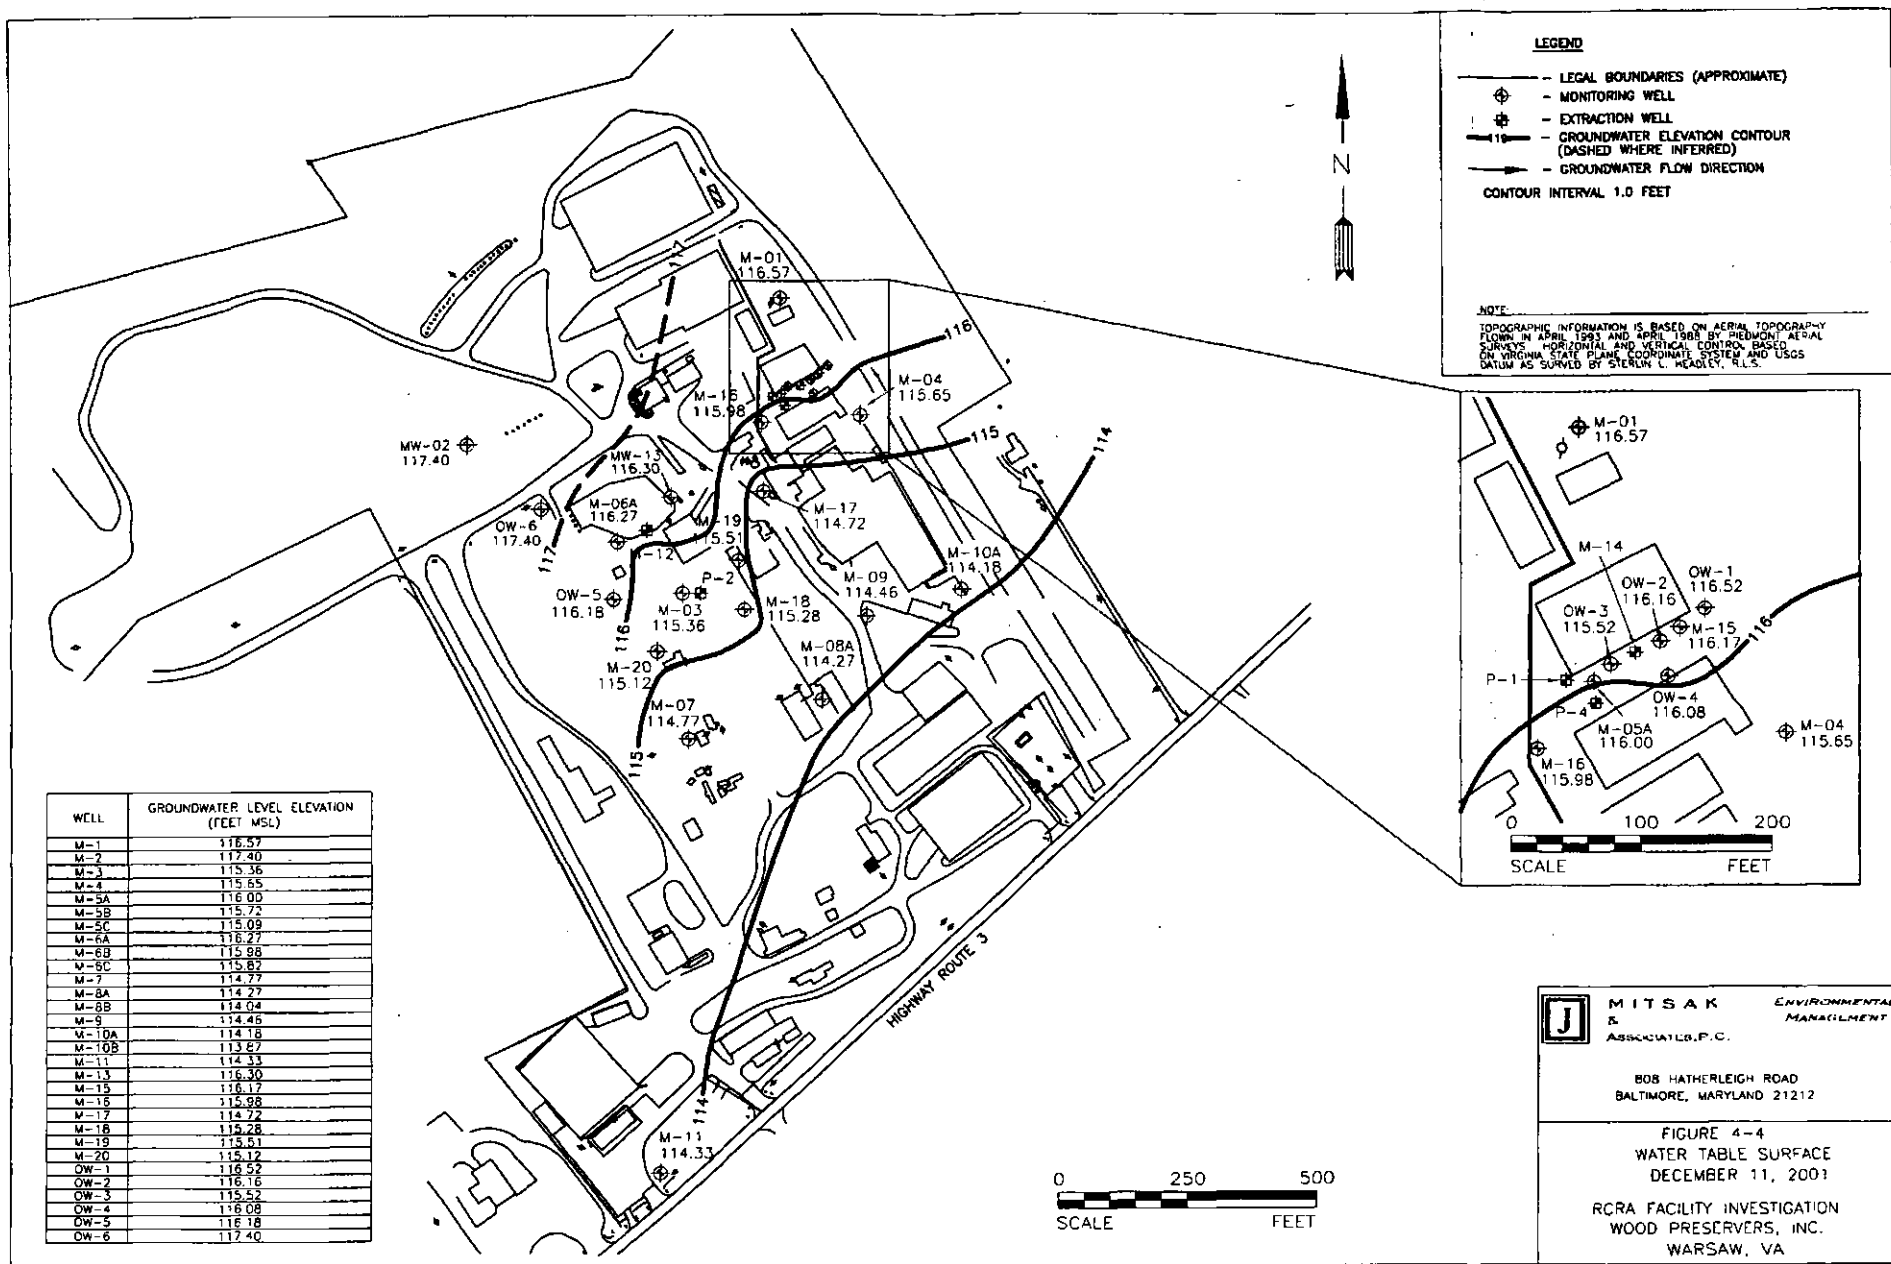 LEGEND
- LEGAL BOUNDARIES (APPROXIMATE)
- MONITORING WELL
- EXTRACTION WELL
- GROUNDWATER ELEVATION CONTOUR
(DASHED WHERE INFERRED)
- GROUNDWATER FLOW DIRECTION
CONTOUR INTERVAL 1.0 FEET
NOTE:
TOPOGRAPHIC INFORMATION IS BASED ON AERIAL TOPOGRAPHY
FLOWN IN APRIL 1993 AND APRIL 1988 BY PIEDMONT AERIAL
SURVEYS. HORIZONTAL AND VERTICAL CONTROL BASED
ON VIRGINIA STATE PLANE COORDINATE SYSTEM AND USGS
DATUM AS SURVED BY STERLIN L. HEADLEY, R.L.S.
N
M-01
116.57
117
116
M-04
115.65
M-16
115.98
115
114
MW-02
117.40
MW-13
116.30
M-06A
116.27
OW-6
117.40
117
M-19
115.51
M-17
114.72
M-10A
114.18
P-2
OW-5
116.18
M-03
115.36
M-18
115.28
M-09
114.46
116
M-20
115.12
M-08A
114.27
M-07
114.77
115
HIGHWAY ROUTE 3
114
M-11
114.33
M-01
116.57
M-14
OW-1
116.52
OW-2
116.16
OW-3
115.52
M-15
116.17
116
P-1
OW-4
116.08
P-4
M-05A
116.00
M-04
115.65
M-16
115.98
0 100 200
SCALE FEET
WELL GROUNDWATER LEVEL ELEVATION
(FEET MSL)
M-1 116.57
M-2 117.40
M-3 115.36
M-4 115.65
M-5A 116.00
M-5B 115.72
M-5C 115.09
M-6A 116.27
M-6B 115.98
M-6C 115.82
M-7 114.77
M-8A 114.27
M-8B 114.04
M-9 114.46
M-10A 114.18
M-10B 113.87
M-11 114.33
M-13 116.30
M-15 116.17
M-16 115.98
M-17 114.72
M-18 115.28
M-19 115.51
M-20 115.12
OW-1 116.52
OW-2 116.16
OW-3 115.52
OW-4 116.08
OW-5 116.18
OW-6 117.40
0 250 500
SCALE FEET
J
MITSAK
&
ASSOCIATES, P.C.
ENVIRONMENTAL
MANAGEMENT
808 HATHERLEIGH ROAD
BALTIMORE, MARYLAND 21212
FIGURE 4-4
WATER TABLE SURFACE
DECEMBER 11, 2001
RCRA FACILITY INVESTIGATION
WOOD PRESERVERS, INC.
WARSAW, VA